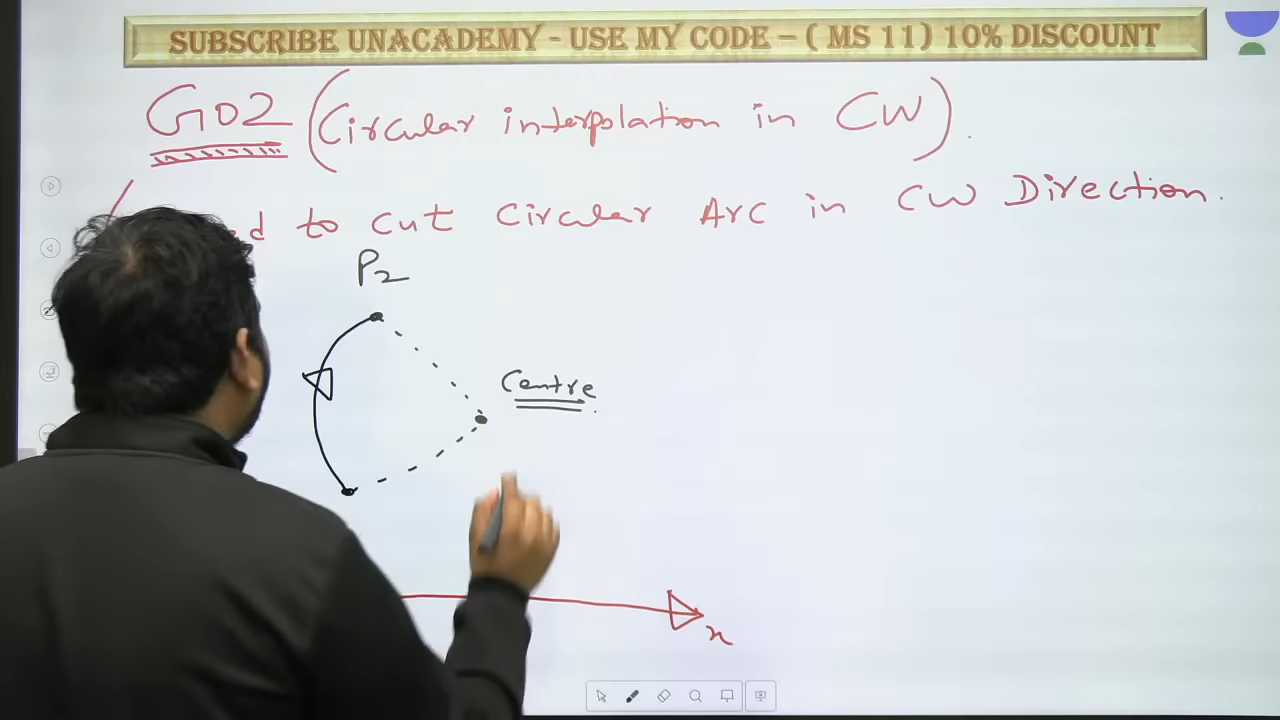 SUBSCRIBE UNACADEMY - USE MY CODE – ( MS 11) 10% DISCOUNT
G02 (Circular interpolation in CW).
to cut Circular Arc in CW Direction.
P2
Centre
x